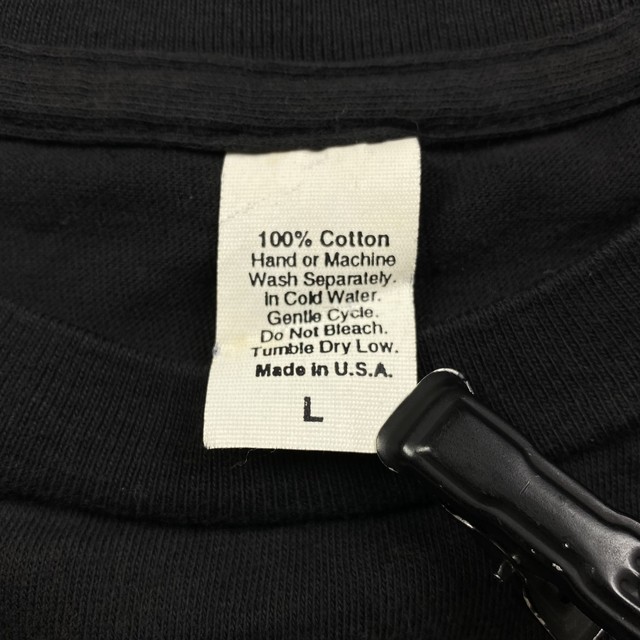 100% Cotton
Hand or Machine
Wash Separately.
In Cold Water.
Gentle Cycle.
Do Not Bleach.
Tumble Dry Low.
Made in U.S.A.
L